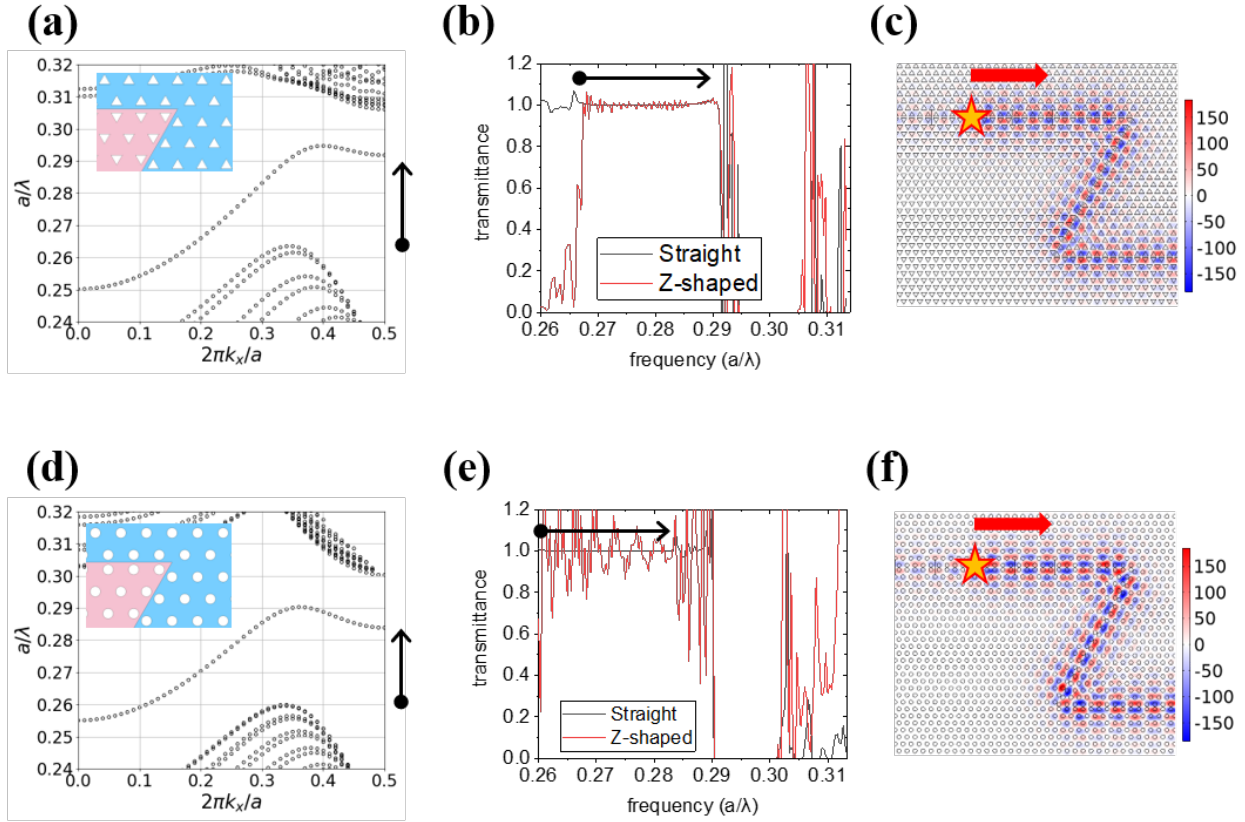 (a)
0.32
0.31
0.30
0.29
0.28
0.27
0.26
0.25
0.24
a/λ
0.0 0.1 0.2 0.3 0.4 0.5
2πkₓ/a
(b)
1.2
1.0
0.8
0.6
0.4
0.2
0.0
transmittance
Straight
Z-shaped
0.26 0.27 0.28 0.29 0.30 0.31
frequency (a/λ)
(c)
150
100
50
0
-50
-100
-150
(d)
0.32
0.31
0.30
0.29
0.28
0.27
0.26
0.25
0.24
a/λ
0.0 0.1 0.2 0.3 0.4 0.5
2πkₓ/a
(e)
1.2
1.0
0.8
0.6
0.4
0.2
0.0
transmittance
Straight
Z-shaped
0.26 0.27 0.28 0.29 0.30 0.31
frequency (a/λ)
(f)
150
100
50
0
-50
-100
-150